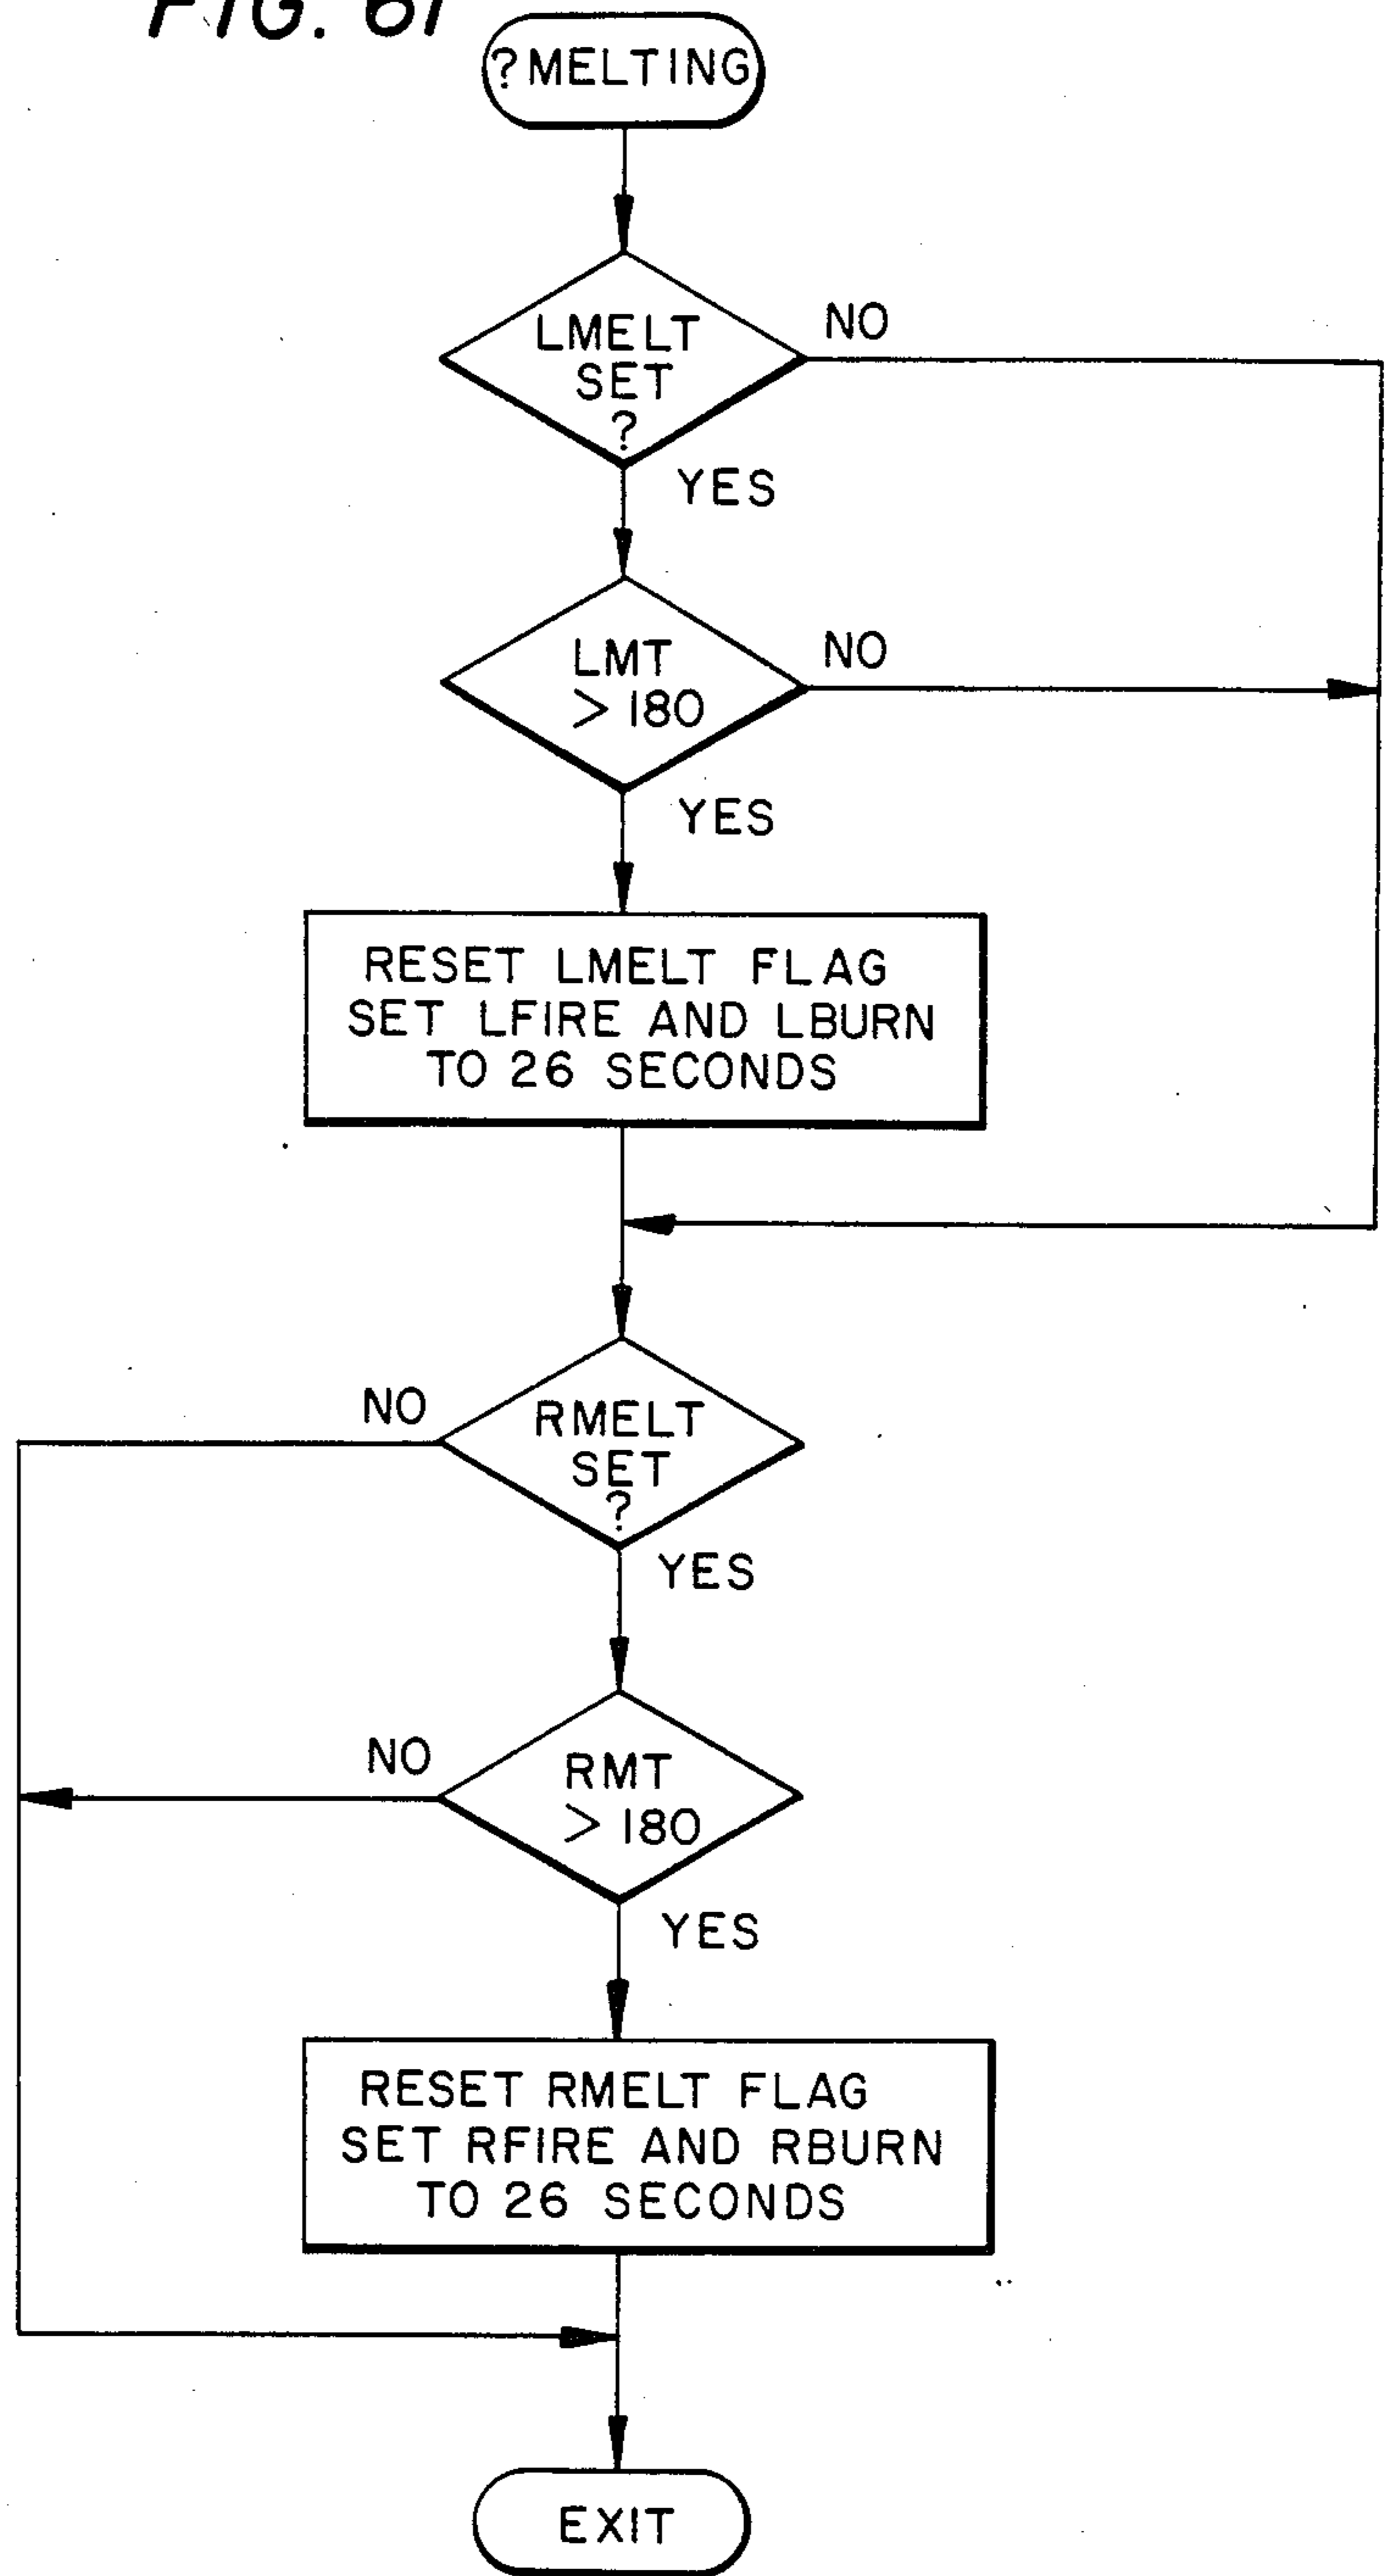 FIG. 61
?MELTING
LMELT
SET
?
NO
YES
LMT
> 180
NO
YES
RESET LMELT FLAG
SET LFIRE AND LBURN
TO 26 SECONDS
NO
RMELT
SET
?
YES
NO
RMT
> 180
YES
RESET RMELT FLAG
SET RFIRE AND RBURN
TO 26 SECONDS
EXIT